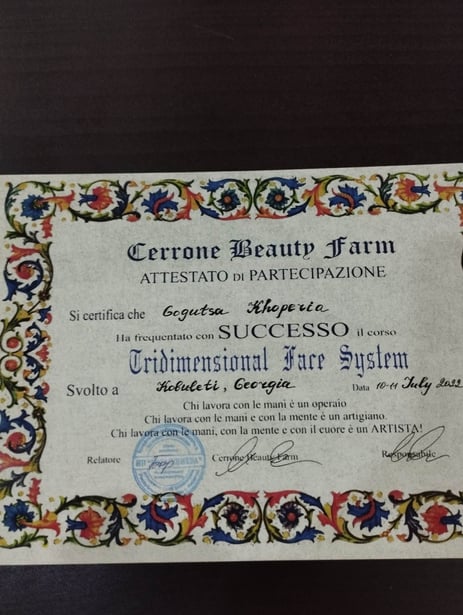 Cerrone Beauty Farm
ATTESTATO DI PARTECIPAZIONE
Si certifica che Gogutsa Khoperia
Ha frequentato con SUCCESSO il corso
Tridimensional Face System
Svolto a Kobuleti, Georgia Data 10-11 July 2022
Chi lavora con le mani è un operaio
Chi lavora con le mani e con la mente è un artigiano.
Chi lavora con le mani, con la mente e con il cuore è un ARTISTA!
Relatore Cerrone Beauty Farm Responsabile